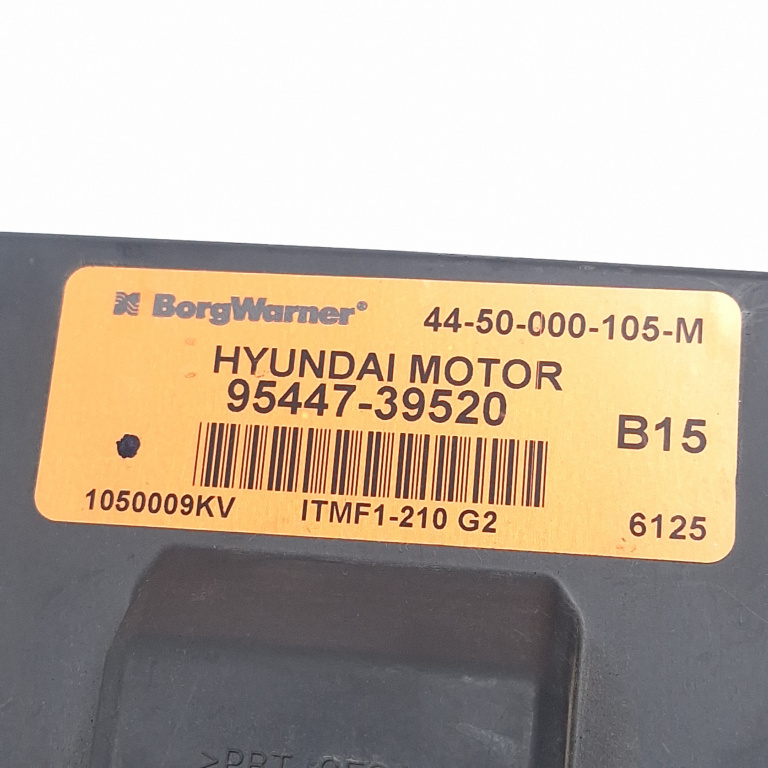 BorgWarner® 44-50-000-105-M
HYUNDAI MOTOR
95447-39520
B15
1050009KV ITMF1-210 G2 6125